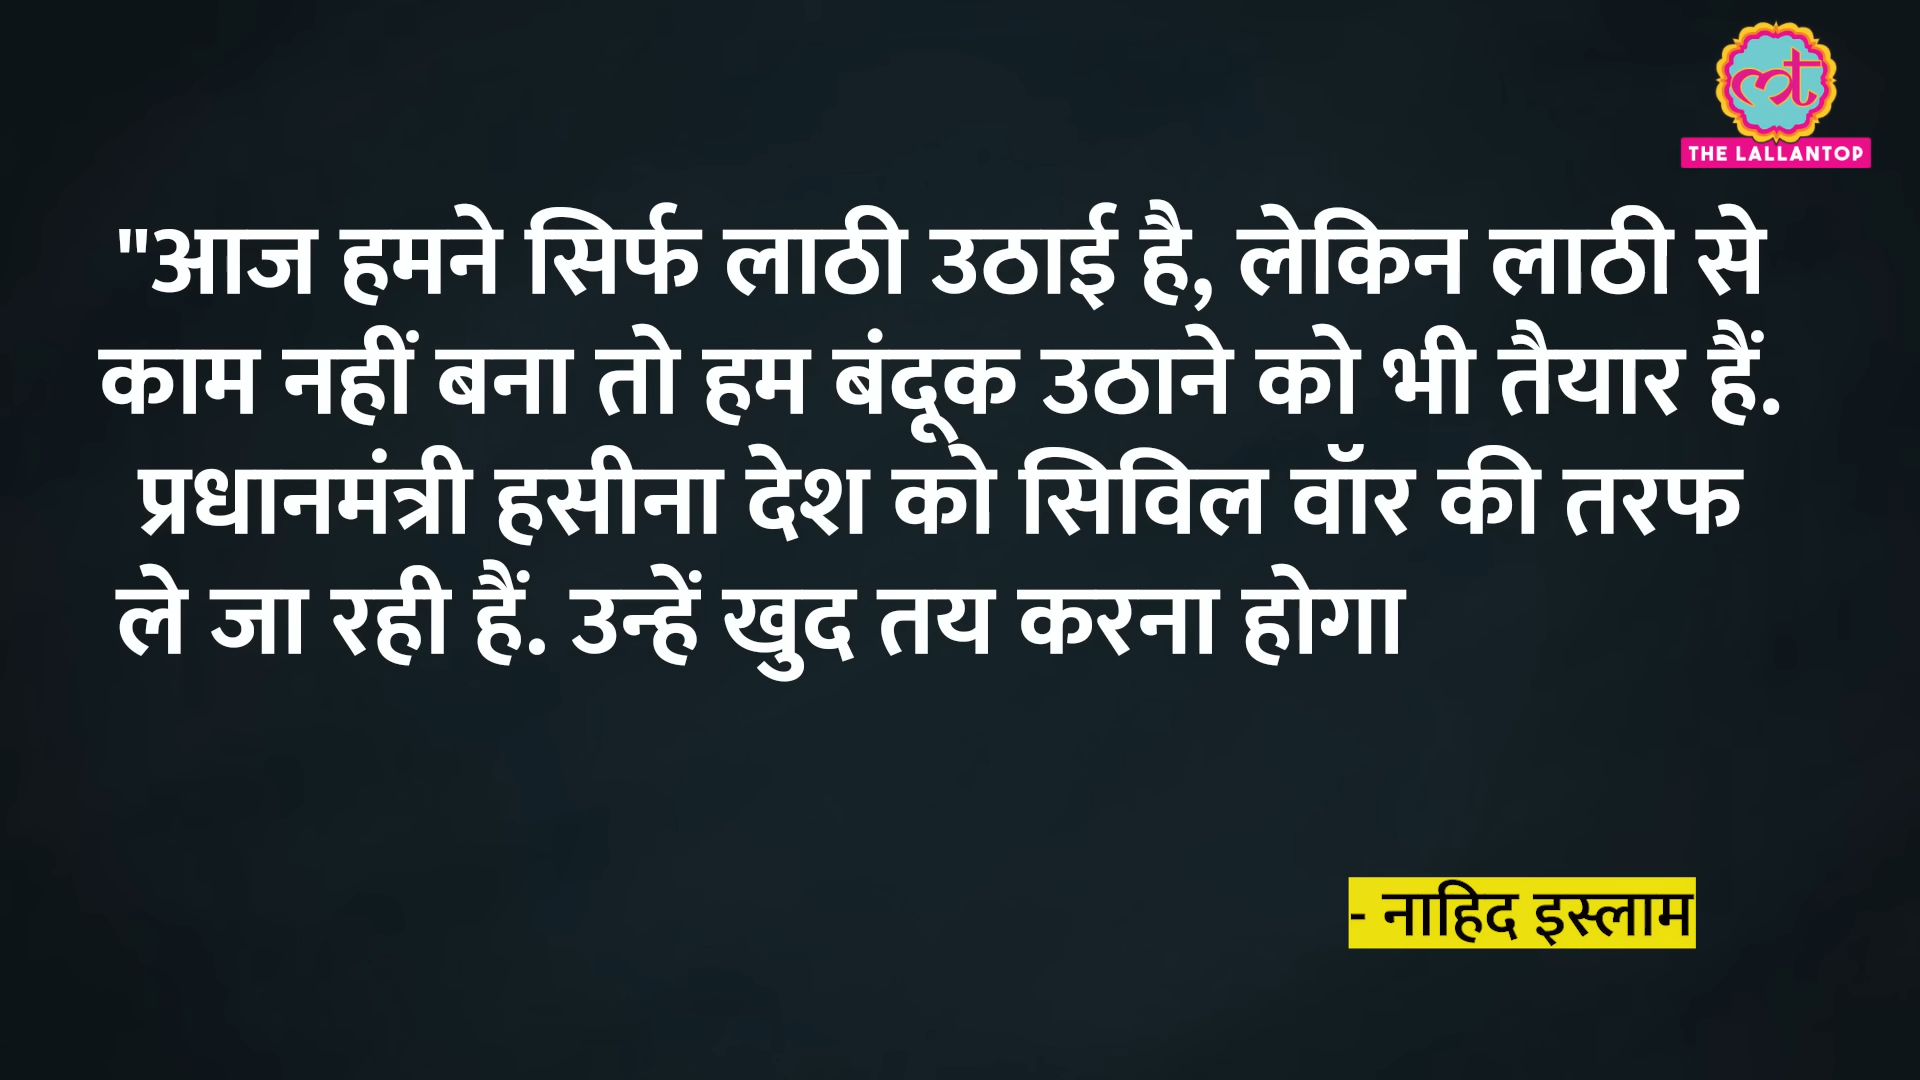 THE LALLANTOP
"आज हमने सिर्फ लाठी उठाई है, लेकिन लाठी से
काम नहीं बना तो हम बंदूक उठाने को भी तैयार हैं.
प्रधानमंत्री हसीना देश को सिविल वॉर की तरफ
ले जा रही हैं. उन्हें खुद तय करना होगा
- नाहिद इस्लाम